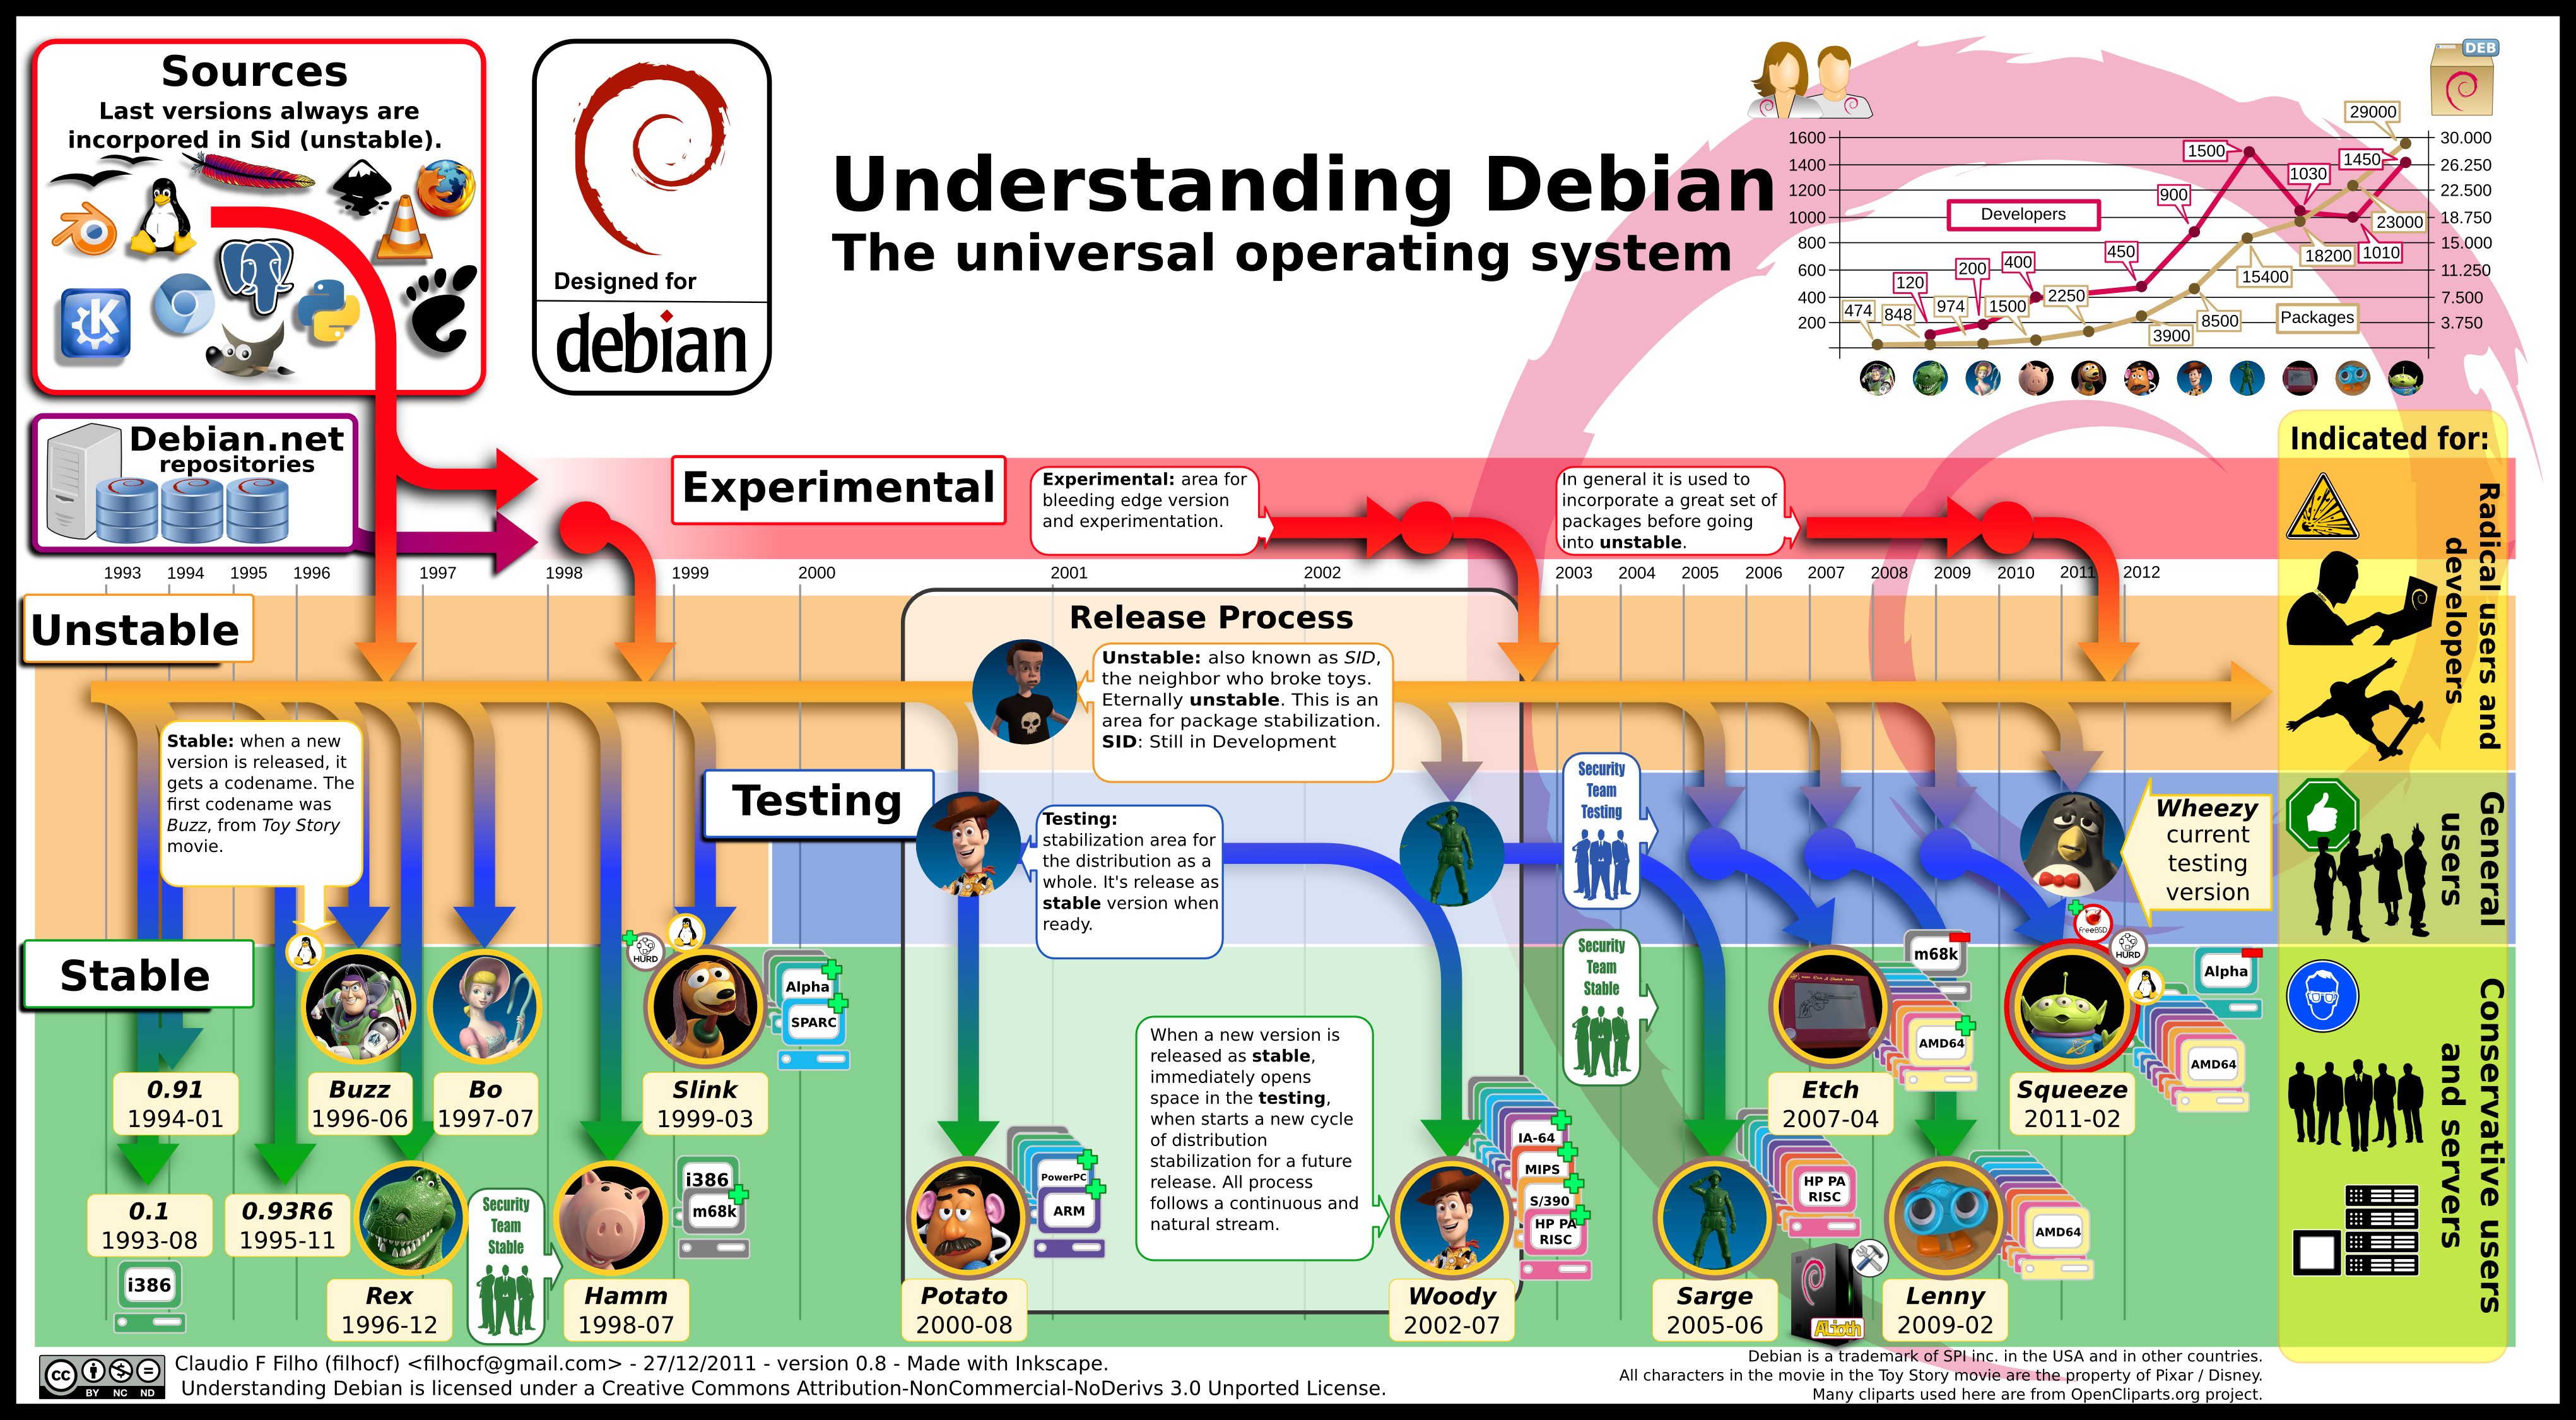 Sources
Last versions always are
incorpored in Sid (unstable).
Designed for
debian
Understanding Debian
The universal operating system
DEB
1600
1400
1200
1000
800
600
400
200
30.000
26.250
22.500
18.750
15.000
11.250
7.500
3.750
Developers
120
200
400
450
900
1500
1030
1010
1450
Packages
474
848
974
1500
2250
3900
8500
15400
18200
23000
29000
Debian.net
repositories
Experimental
Experimental: area for
bleeding edge version
and experimentation.
In general it is used to
incorporate a great set of
packages before going
into unstable.
Indicated for:
Radical users and
developers
General
users
Conservative users
and servers
1993 1994 1995 1996 1997 1998 1999 2000 2001 2002 2003 2004 2005 2006 2007 2008 2009 2010 2011 2012
Unstable
Release Process
Unstable: also known as SID,
the neighbor who broke toys.
Eternally unstable. This is an
area for package stabilization.
SID: Still in Development
Stable: when a new
version is released, it
gets a codename. The
first codename was
Buzz, from Toy Story
movie.
Testing
Testing:
stabilization area for
the distribution as a
whole. It's release as
stable version when
ready.
Security
Team
Testing
Wheezy
current
testing
version
Stable
HURD
Alpha
SPARC
Security
Team
Stable
m68k
AMD64
FreeBSD
HURD
Alpha
AMD64
When a new version is
released as stable,
immediately opens
space in the testing,
when starts a new cycle
of distribution
stabilization for a future
release. All process
follows a continuous and
natural stream.
0.91
1994-01
Buzz
1996-06
Bo
1997-07
Slink
1999-03
Etch
2007-04
Squeeze
2011-02
0.1
1993-08
i386
0.93R6
1995-11
Rex
1996-12
Security
Team
Stable
Hamm
1998-07
i386
m68k
Potato
2000-08
PowerPC
ARM
Woody
2002-07
IA-64
MIPS
S/390
HP PA
RISC
Sarge
2005-06
HP PA
RISC
ALioth
Lenny
2009-02
AMD64
cc
BY NC ND
Claudio F Filho (filhocf) <filhocf@gmail.com> - 27/12/2011 - version 0.8 - Made with Inkscape.
Understanding Debian is licensed under a Creative Commons Attribution-NonCommercial-NoDerivs 3.0 Unported License.
Debian is a trademark of SPI inc. in the USA and in other countries.
All characters in the movie in the Toy Story movie are the property of Pixar / Disney.
Many cliparts used here are from OpenCliparts.org project.